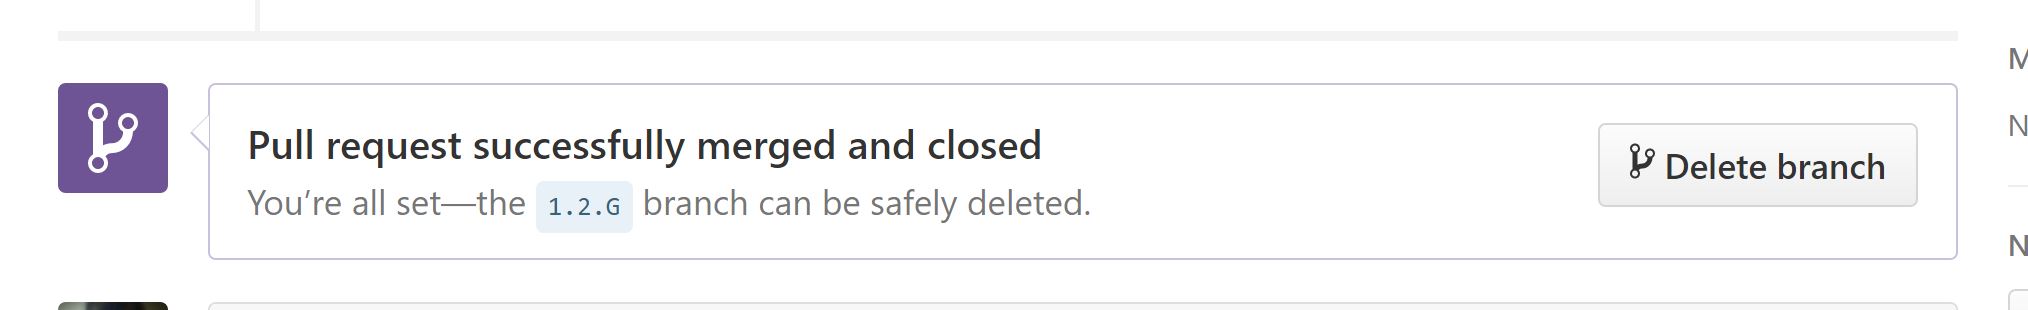 Pull request successfully merged and closed
You’re all set—the 1.2.G branch can be safely deleted.
Delete branch